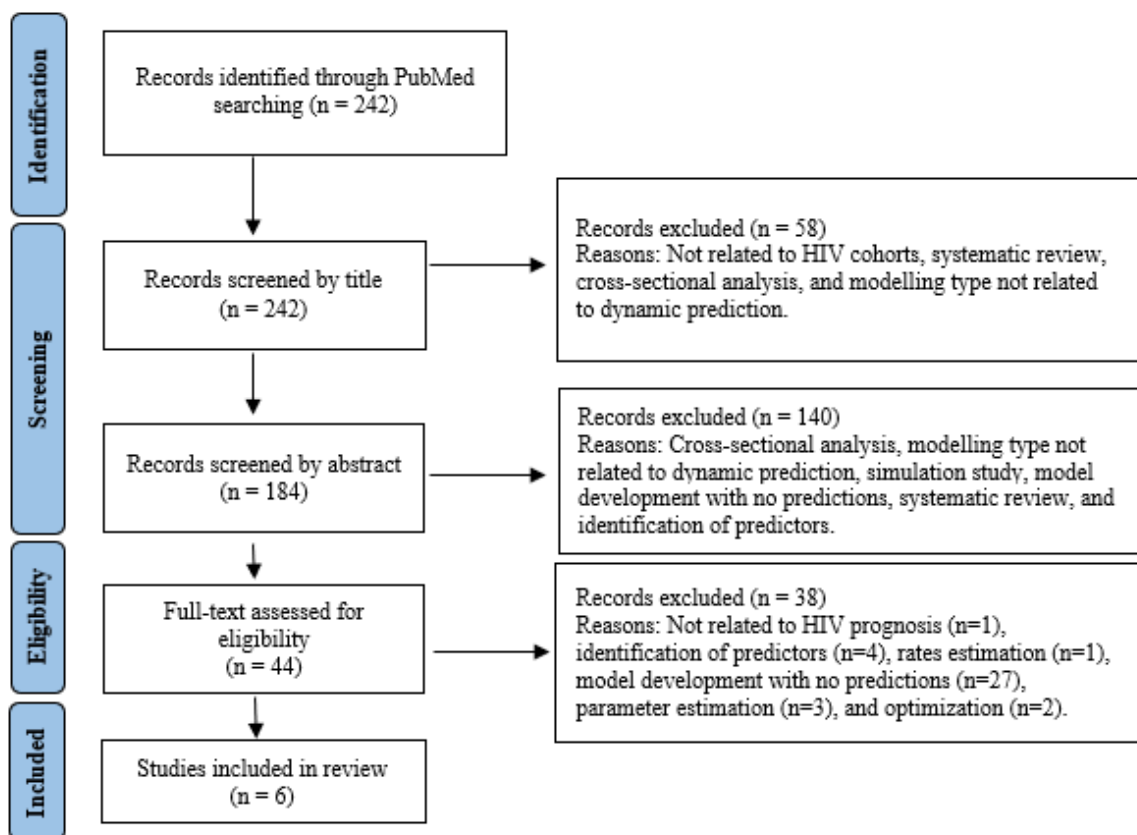 Identification
Records identified through PubMed
searching (n = 242)
Screening
Records screened by title
(n = 242)
Records excluded (n = 58)
Reasons: Not related to HIV cohorts, systematic review,
cross-sectional analysis, and modelling type not related
to dynamic prediction.
Records screened by abstract
(n = 184)
Records excluded (n = 140)
Reasons: Cross-sectional analysis, modelling type not
related to dynamic prediction, simulation study, model
development with no predictions, systematic review, and
identification of predictors.
Eligibility
Full-text assessed for
eligibility
(n = 44)
Records excluded (n = 38)
Reasons: Not related to HIV prognosis (n=1),
identification of predictors (n=4), rates estimation (n=1),
model development with no predictions (n=27),
parameter estimation (n=3), and optimization (n=2).
Included
Studies included in review
(n = 6)